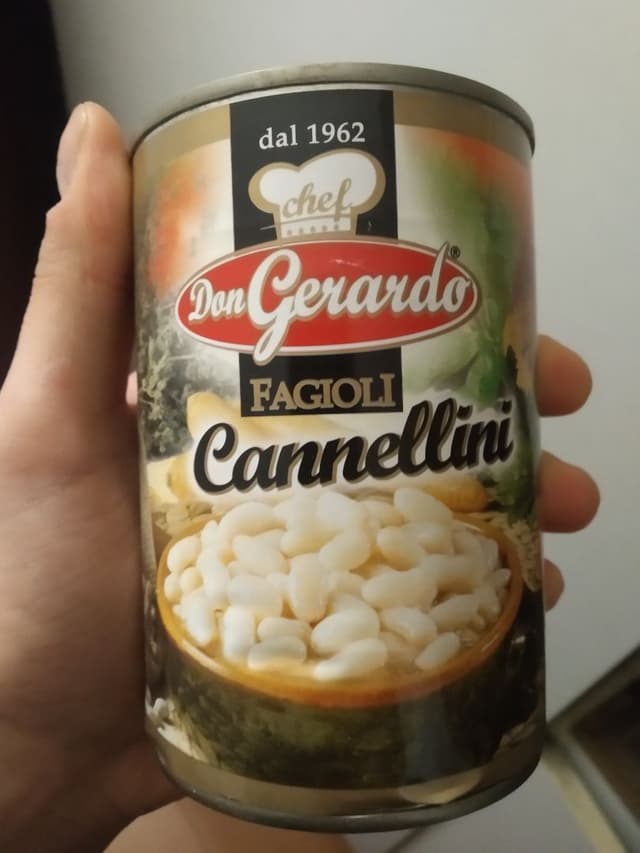 dal 1962
chef
Don Gerardo®
FAGIOLI
Cannellini